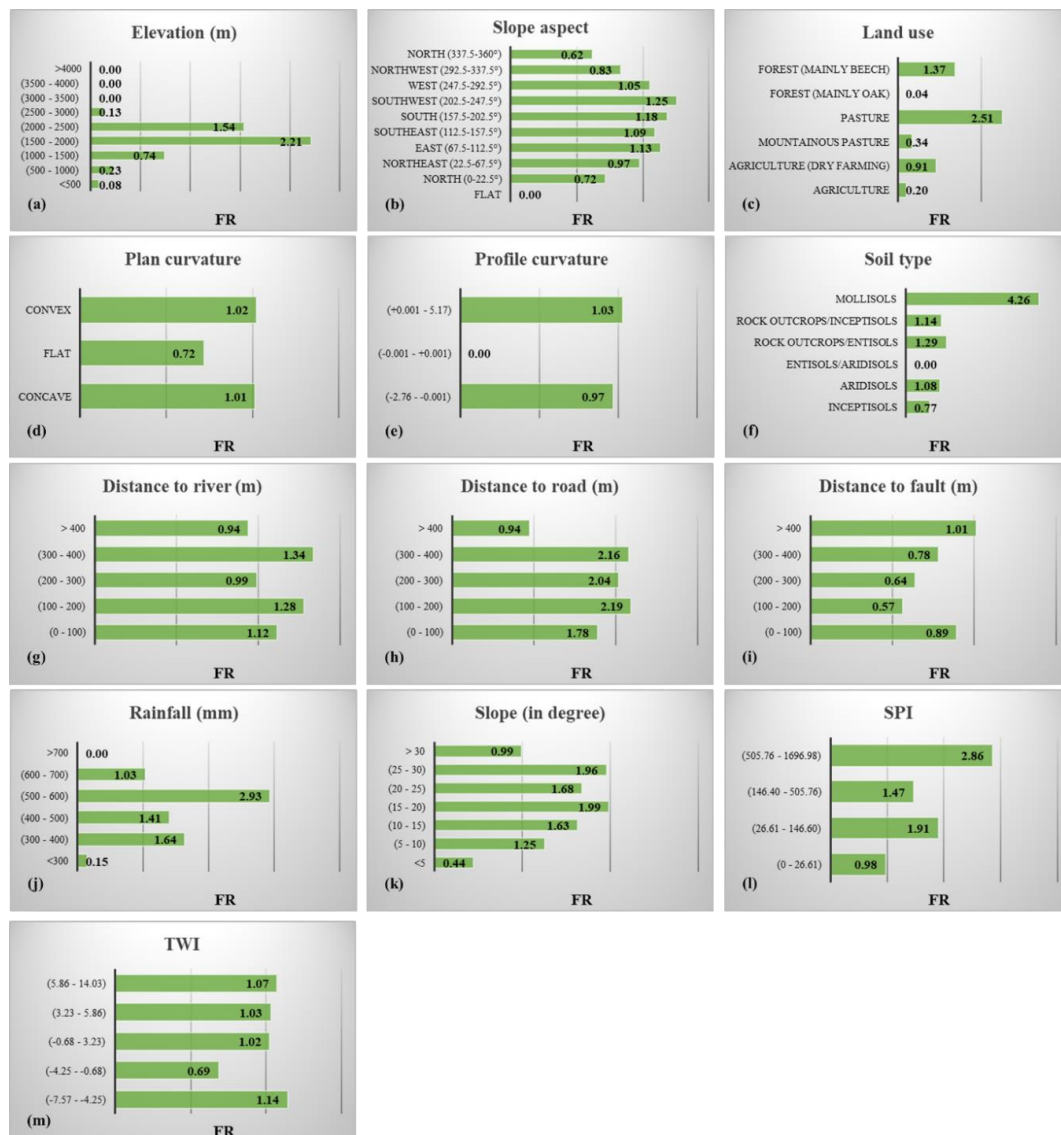 Elevation (m)
>4000 0.00
(3500 - 4000) 0.00
(3000 - 3500) 0.00
(2500 - 3000) 0.13
(2000 - 2500) 1.54
(1500 - 2000) 2.21
(1000 - 1500) 0.74
(500 - 1000) 0.23
<500 0.08
(a) FR
Slope aspect
NORTH (337.5-360°) 0.62
NORTHWEST (292.5-337.5°) 0.83
WEST (247.5-292.5°) 1.05
SOUTHWEST (202.5-247.5°) 1.25
SOUTH (157.5-202.5°) 1.18
SOUTHEAST (112.5-157.5°) 1.09
EAST (67.5-112.5°) 1.13
NORTHEAST (22.5-67.5°) 0.97
NORTH (0-22.5°) 0.72
FLAT 0.00
(b) FR
Land use
FOREST (MAINLY BEECH) 1.37
FOREST (MAINLY OAK) 0.04
PASTURE 2.51
MOUNTAINOUS PASTURE 0.34
AGRICULTURE (DRY FARMING) 0.91
AGRICULTURE 0.20
(c) FR
Plan curvature
CONVEX 1.02
FLAT 0.72
CONCAVE 1.01
(d) FR
Profile curvature
(+0.001 - 5.17) 1.03
(-0.001 - +0.001) 0.00
(-2.76 - -0.001) 0.97
(e) FR
Soil type
MOLLISOLS 4.26
ROCK OUTCROPS/INCEPTISOLS 1.14
ROCK OUTCROPS/ENTISOLS 1.29
ENTISOLS/ARIDISOLS 0.00
ARIDISOLS 1.08
INCEPTISOLS 0.77
(f) FR
Distance to river (m)
> 400 0.94
(300 - 400) 1.34
(200 - 300) 0.99
(100 - 200) 1.28
(0 - 100) 1.12
(g) FR
Distance to road (m)
> 400 0.94
(300 - 400) 2.16
(200 - 300) 2.04
(100 - 200) 2.19
(0 - 100) 1.78
(h) FR
Distance to fault (m)
> 400 1.01
(300 - 400) 0.78
(200 - 300) 0.64
(100 - 200) 0.57
(0 - 100) 0.89
(i) FR
Rainfall (mm)
>700 0.00
(600 - 700) 1.03
(500 - 600) 2.93
(400 - 500) 1.41
(300 - 400) 1.64
<300 0.15
(j) FR
Slope (in degree)
> 30 0.99
(25 - 30) 1.96
(20 - 25) 1.68
(15 - 20) 1.99
(10 - 15) 1.63
(5 - 10) 1.25
<5 0.44
(k) FR
SPI
(505.76 - 1696.98) 2.86
(146.40 - 505.76) 1.47
(26.61 - 146.60) 1.91
(0 - 26.61) 0.98
(l) FR
TWI
(5.86 - 14.03) 1.07
(3.23 - 5.86) 1.03
(-0.68 - 3.23) 1.02
(-4.25 - -0.68) 0.69
(-7.57 - -4.25) 1.14
(m) FR